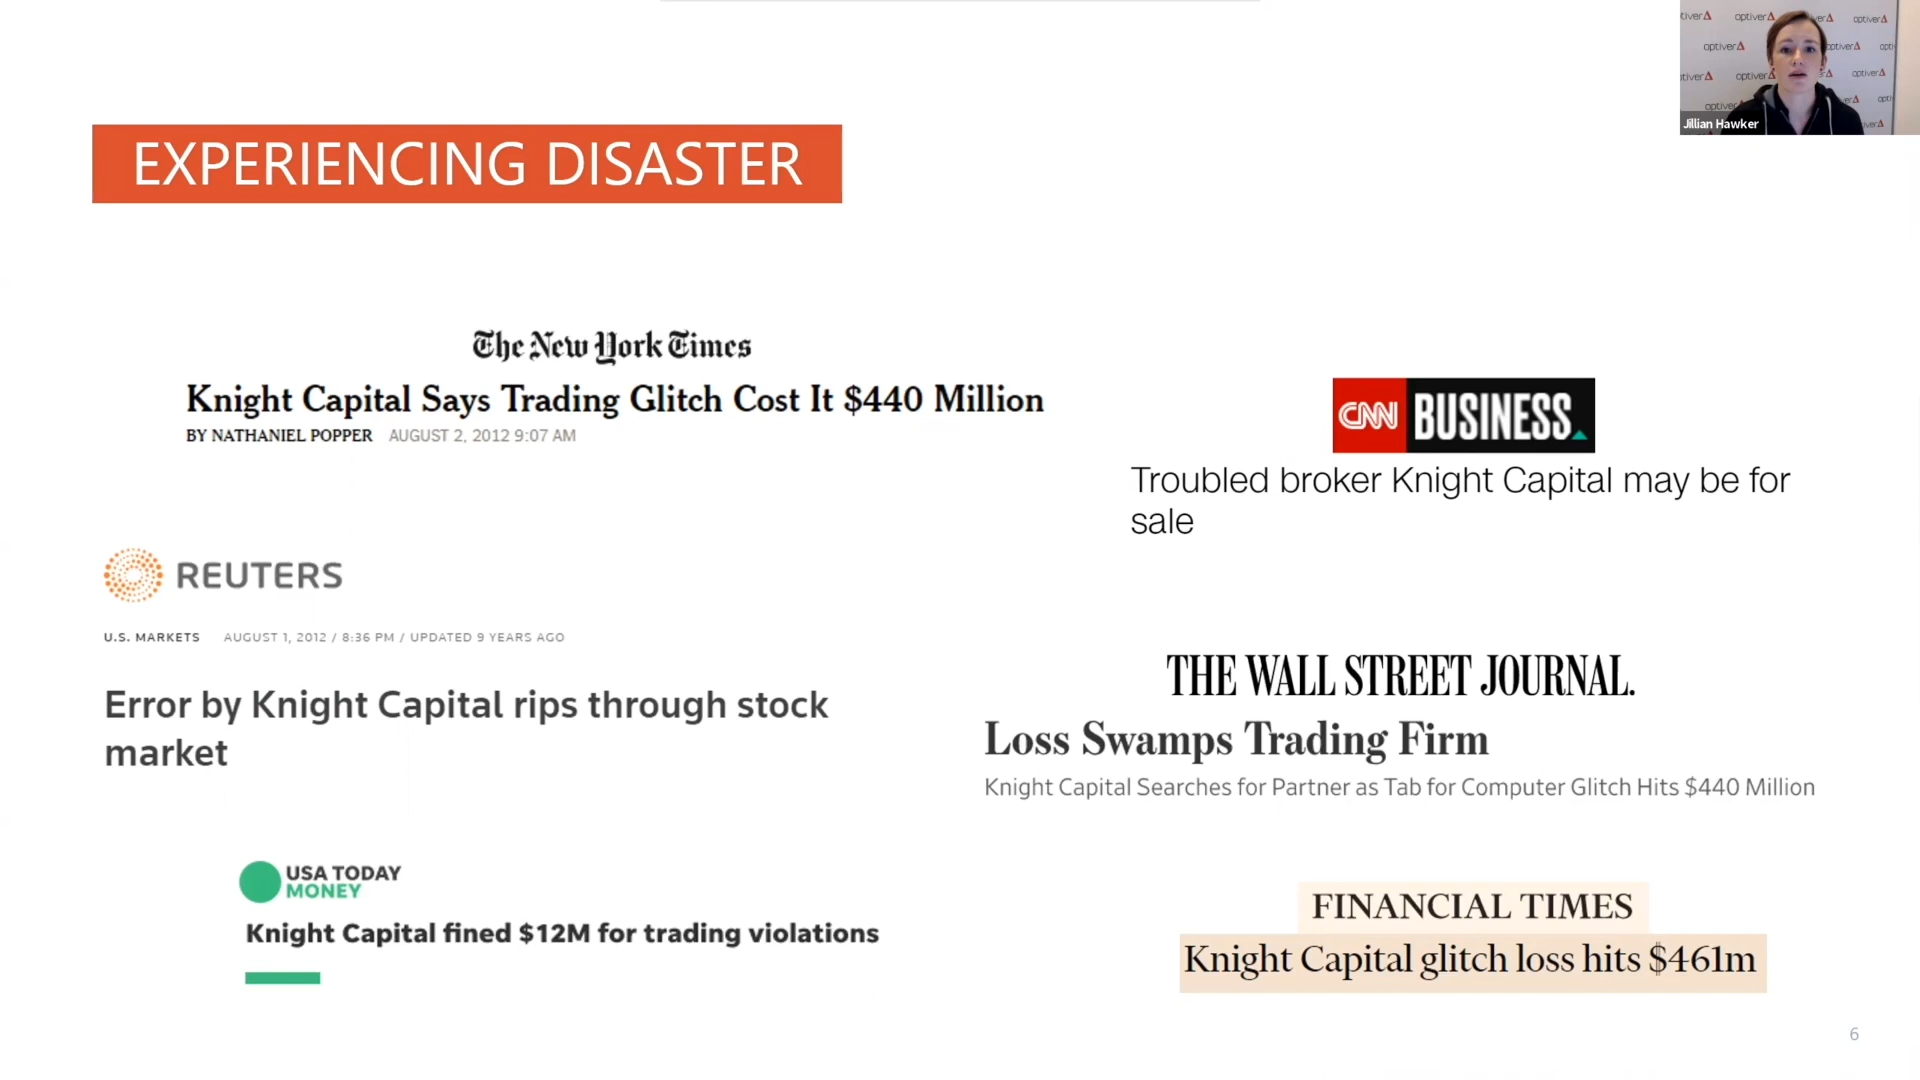 EXPERIENCING DISASTER
optiver
Jillian Hawker
The New York Times
Knight Capital Says Trading Glitch Cost It $440 Million
BY NATHANIEL POPPER AUGUST 2, 2012 9:07 AM
CNN BUSINESS
Troubled broker Knight Capital may be for
sale
REUTERS
U.S. MARKETS AUGUST 1, 2012 / 8:36 PM / UPDATED 9 YEARS AGO
Error by Knight Capital rips through stock
market
THE WALL STREET JOURNAL.
Loss Swamps Trading Firm
Knight Capital Searches for Partner as Tab for Computer Glitch Hits $440 Million
USA TODAY
MONEY
Knight Capital fined $12M for trading violations
FINANCIAL TIMES
Knight Capital glitch loss hits $461m
6